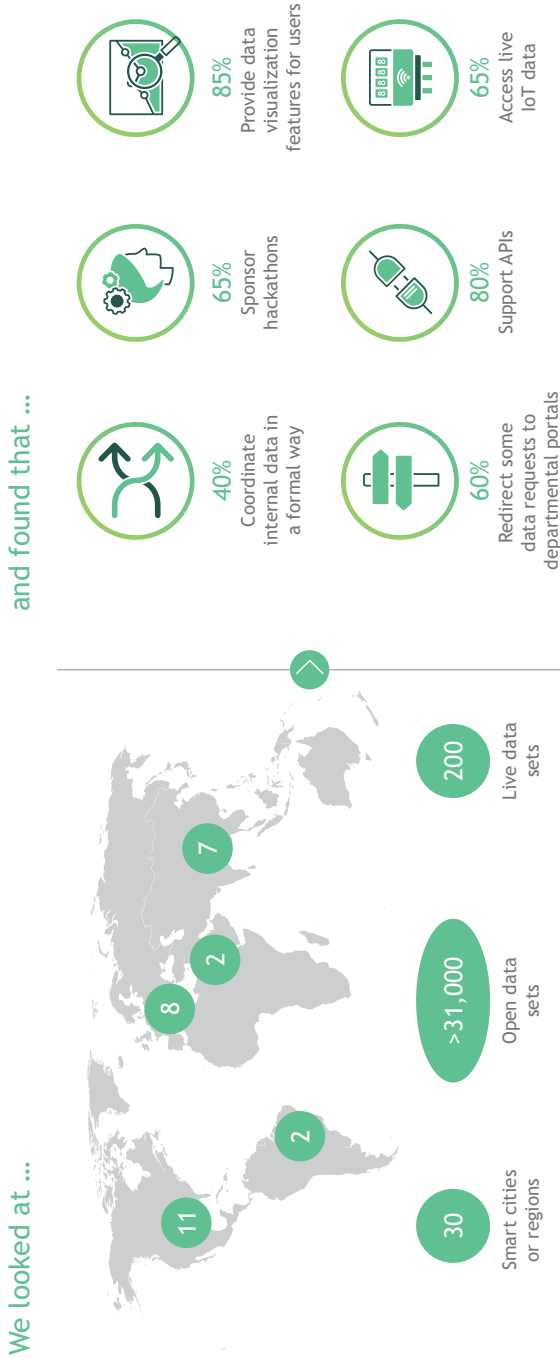 We looked at ...
11
2
8
2
7
30
Smart cities
or regions
>31,000
Open data
sets
200
Live data
sets
and found that ...
40%
Coordinate
internal data in
a formal way
65%
Sponsor
hackathons
85%
Provide data
visualization
features for users
60%
Redirect some
data requests to
departmental portals
80%
Support APIs
8888
65%
Access live
IoT data